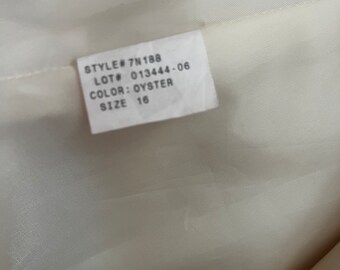 STYLE# 7N188
LOT# 013444-06
COLOR: OYSTER
SIZE 16